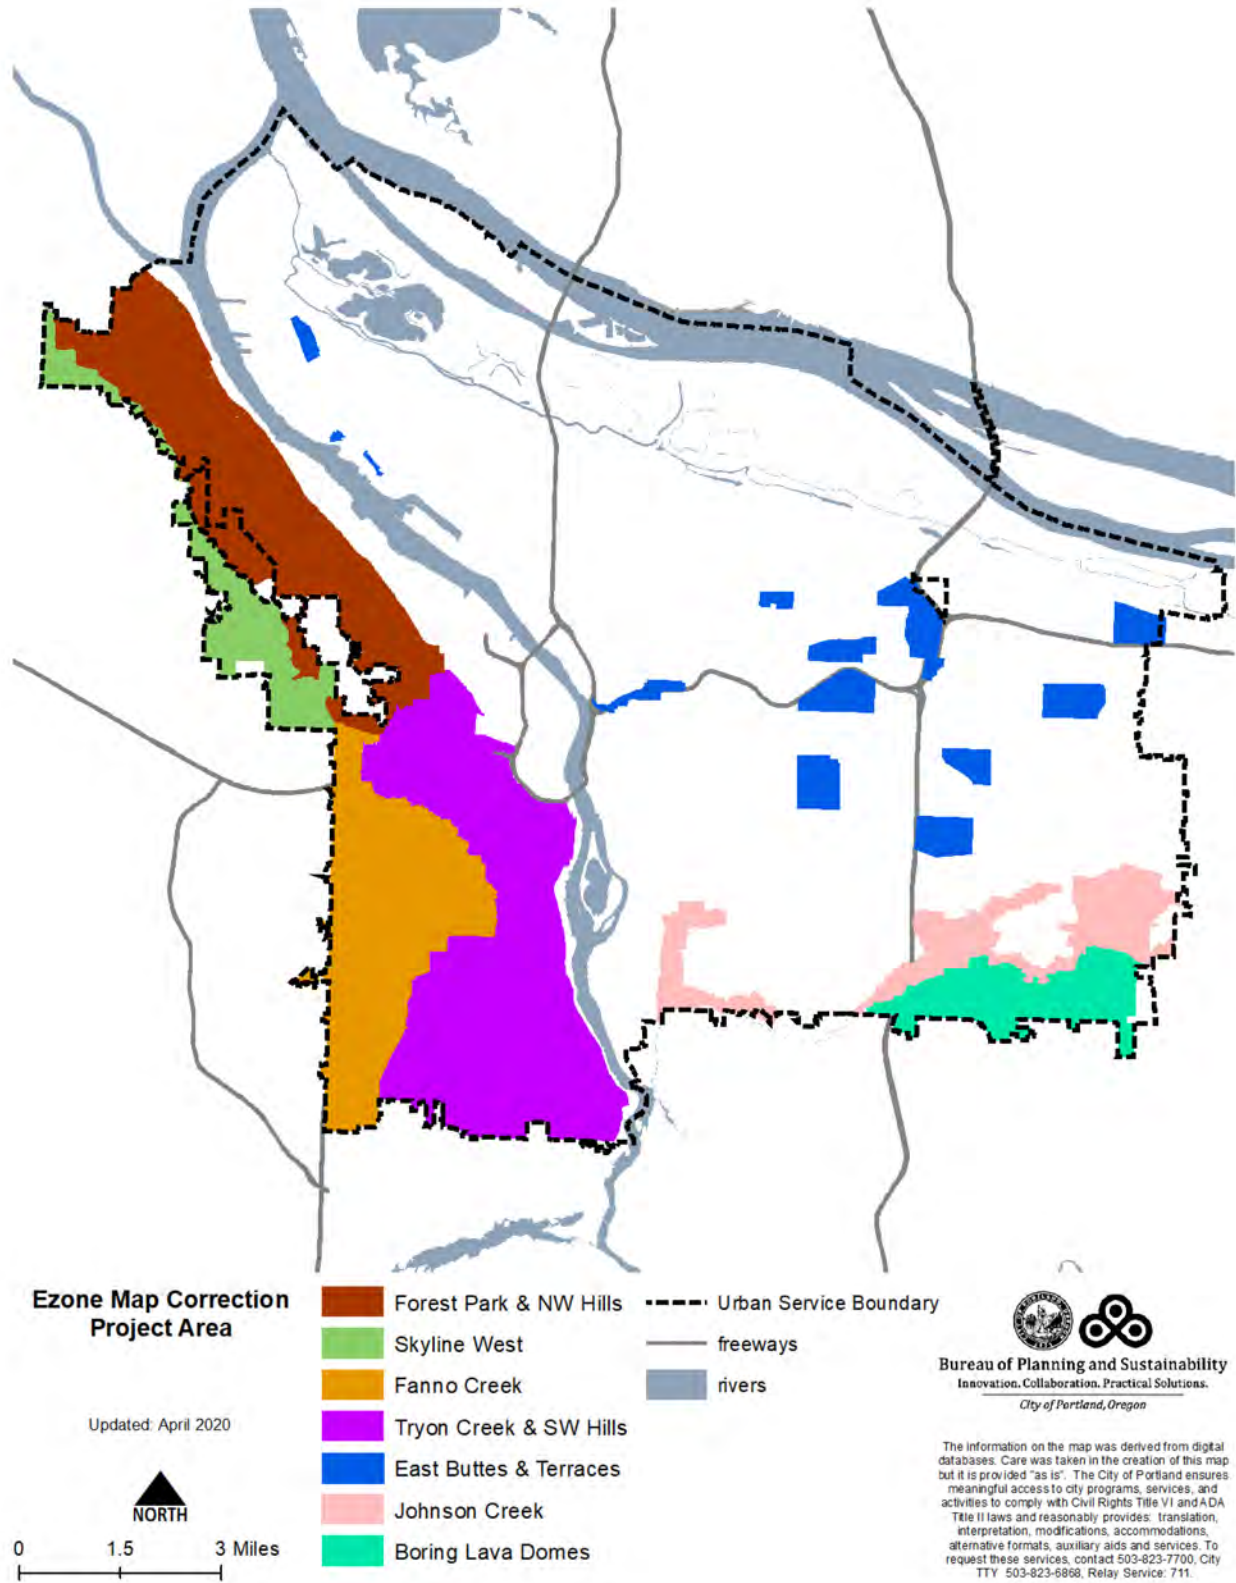 Ezone Map Correction
Project Area
Updated: April 2020
NORTH
0 1.5 3 Miles
Forest Park & NW Hills
Skyline West
Fanno Creek
Tryon Creek & SW Hills
East Buttes & Terraces
Johnson Creek
Boring Lava Domes
Urban Service Boundary
freeways
rivers
Bureau of Planning and Sustainability
Innovation. Collaboration. Practical Solutions.
City of Portland, Oregon
The information on the map was derived from digital
databases. Care was taken in the creation of this map
but it is provided "as is". The City of Portland ensures
meaningful access to city programs, services, and
activities to comply with Civil Rights Title VI and ADA
Title II laws and reasonably provides: translation,
interpretation, modifications, accommodations,
alternative formats, auxiliary aids and services. To
request these services, contact 503-823-7700, City
TTY 503-823-6868, Relay Service: 711.